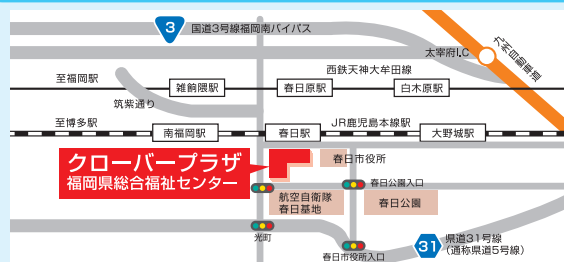 3
国道3号線福岡南バイパス
太宰府I.C
九州自動車道
西鉄天神大牟田線
至福岡駅
雑餉隈駅
春日原駅
白木原駅
筑紫通り
至博多駅
JR鹿児島本線駅
南福岡駅
春日駅
大野城駅
クローバープラザ
福岡県総合福祉センター
春日市役所
航空自衛隊
春日基地
春日公園入口
春日公園
光町
春日市役所入口
31
県道31号線
（通称県道5号線）